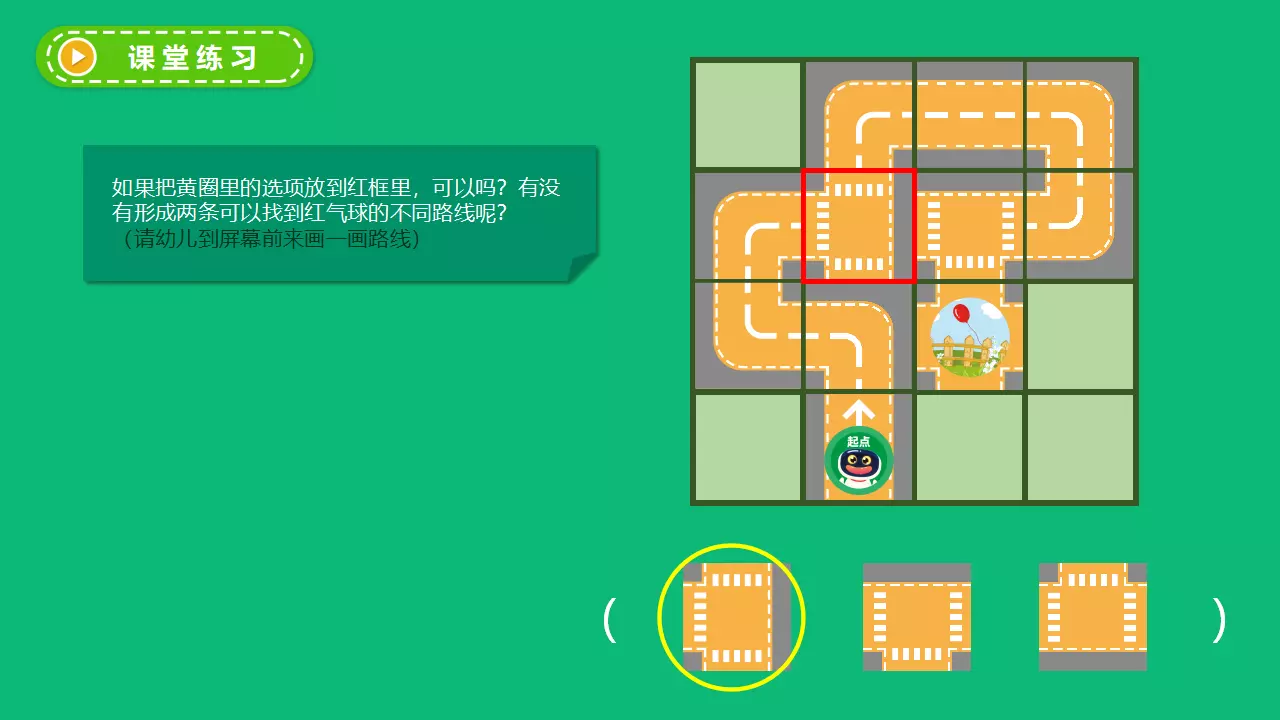 课堂练习
如果把黄圈里的选项放到红框里，可以吗？有没
有形成两条可以找到红气球的不同路线呢？
（请幼儿到屏幕前来画一画路线）
起点
（ ）